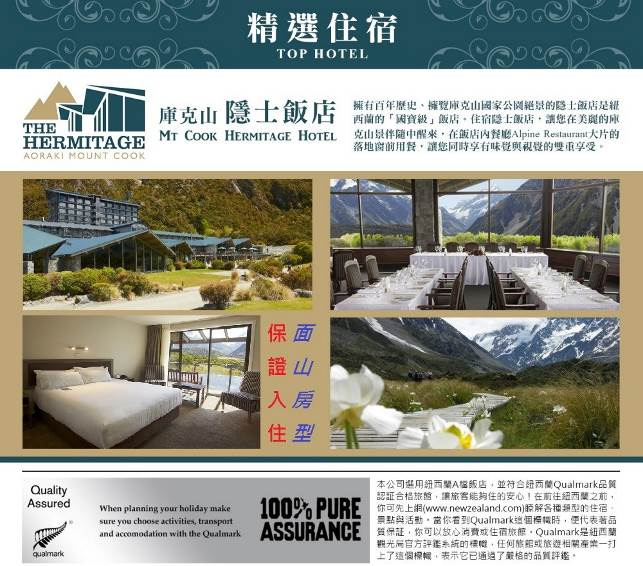 精選住宿
TOP HOTEL
THE
HERMITAGE
AORAKI MOUNT COOK
庫克山 隱士飯店
MT COOK HERMITAGE HOTEL
擁有百年歷史、擁覽庫克山國家公園絕景的隱士飯店是紐
西蘭的「國寶級」飯店。住宿隱士飯店，讓您在美麗的庫
克山景伴隨中醒來，在飯店內餐廳Alpine Restaurant大片的
落地窗前用餐，讓您同時享有味覺與視覺的雙重享受。
保證入住
面山房型
Quality
Assured
qualmark
When planning your holiday make
sure you choose activities, transport
and accomodation with the Qualmark
100% PURE
ASSURANCE
本公司選用紐西蘭A檔飯店，並符合紐西蘭Qualmark品質
認証合格旅館，讓旅客能夠住的安心！在前往紐西蘭之前，
你可先上網(www.newzealand.com)瞭解各種類型的住宿、
景點與活動。當你看到Qualmark這個標幟時，便代表著品
質保証，你可以放心消費或住宿旅館。Qualmark是紐西蘭
觀光局官方評鑑系統的標幟，任何旅館或旅遊相關產業一打
上了這個標幟，表示它已通過了嚴格的品質評鑑。